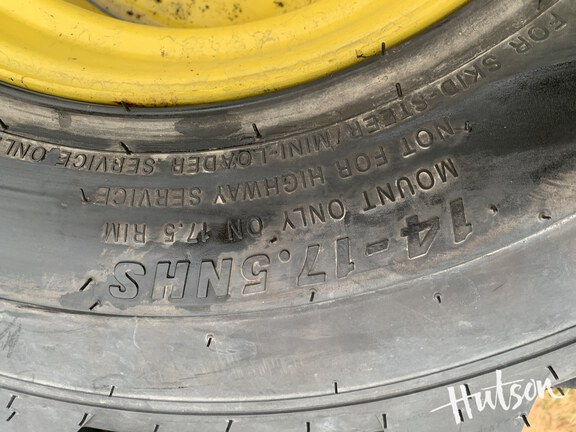 14-17.5NHS
MOUNT ONLY ON 17.5 RIM
NOT FOR HIGHWAY SERVICE
FOR SKID-STEER/MINI-LOADER SERVICE ONL
Hutson